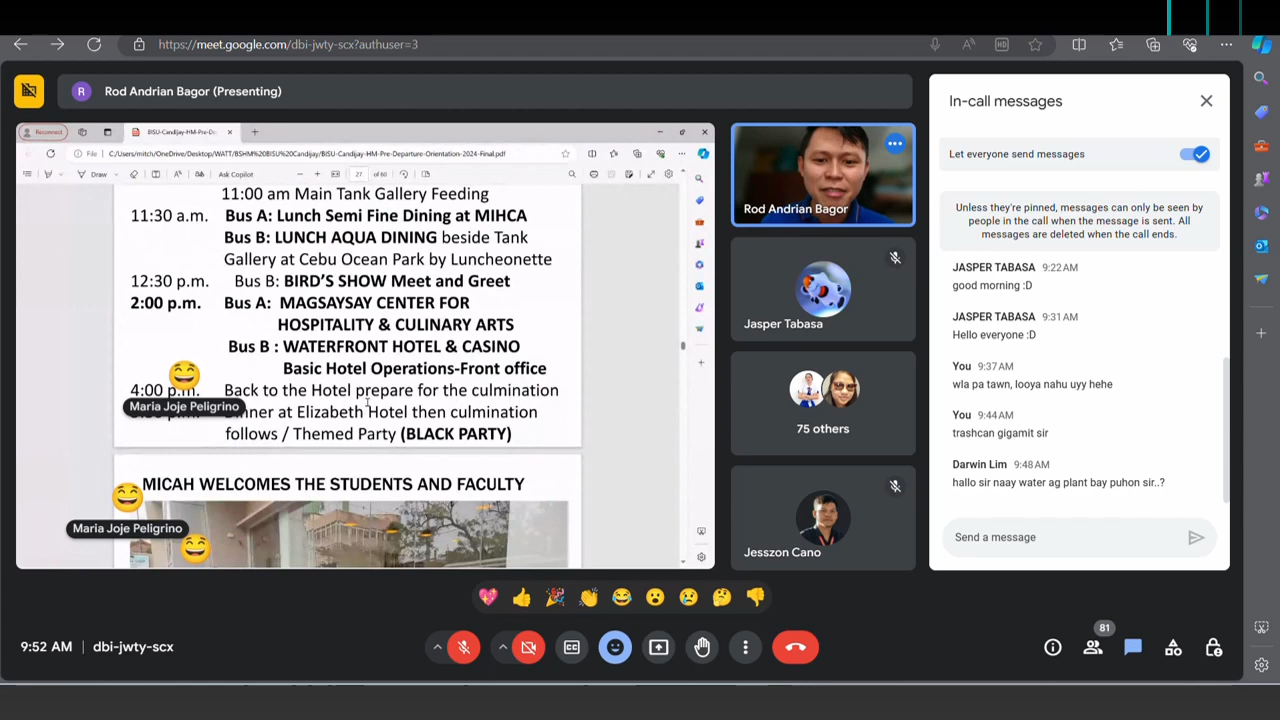 https://meet.google.com/dbi-jwty-scx?authuser=3
R
Rod Andrian Bagor (Presenting)
Reconnect
BISU-Candijay-HM-Pre-De
File
C:/Users/mitch/OneDrive/Desktop/WATT/BSHM%20BISU%20Candijay/BISU-Candijay-HM-Pre-Departure-Orientation-2024-Final.pdf
Draw
Ask Copilot
27 of 60
11:00 am Main Tank Gallery Feeding
11:30 a.m. Bus A: Lunch Semi Fine Dining at MIHCA
Bus B: LUNCH AQUA DINING beside Tank
Gallery at Cebu Ocean Park by Luncheonette
12:30 p.m. Bus B: BIRD’S SHOW Meet and Greet
2:00 p.m. Bus A: MAGSAYSAY CENTER FOR
HOSPITALITY & CULINARY ARTS
Bus B : WATERFRONT HOTEL & CASINO
Basic Hotel Operations-Front office
4:00 p.m. Back to the Hotel prepare for the culmination
Maria Joje Peligrino
Dinner at Elizabeth Hotel then culmination
follows / Themed Party (BLACK PARTY)
MICAH WELCOMES THE STUDENTS AND FACULTY
Maria Joje Peligrino
Rod Andrian Bagor
Jasper Tabasa
75 others
Jesszon Cano
In-call messages
Let everyone send messages
Unless they're pinned, messages can only be seen by
people in the call when the message is sent. All
messages are deleted when the call ends.
JASPER TABASA 9:22 AM
good morning :D
JASPER TABASA 9:31 AM
Hello everyone :D
You 9:37 AM
wla pa tawn, looya nahu uyy hehe
You 9:44 AM
trashcan gigamit sir
Darwin Lim 9:48 AM
hallo sir naay water ag plant bay puhon sir..?
Send a message
9:52 AM | dbi-jwty-scx
81